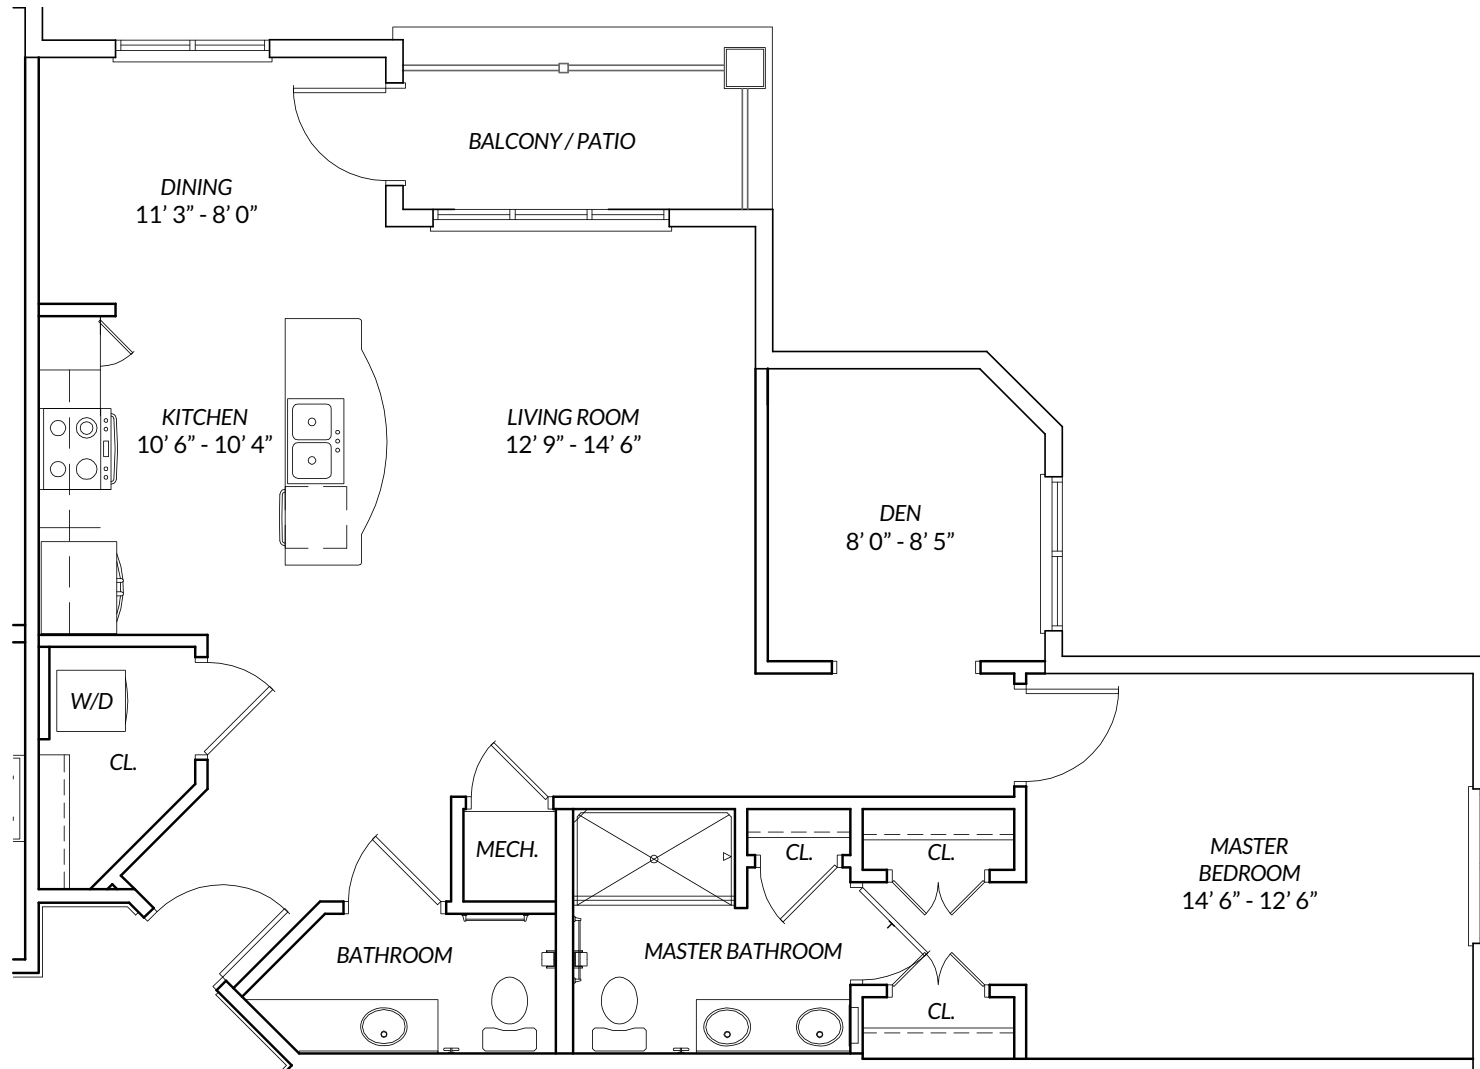 BALCONY / PATIO
DINING
11’ 3” - 8’ 0”
KITCHEN
10’ 6” - 10’ 4”
LIVING ROOM
12’ 9” - 14’ 6”
DEN
8’ 0” - 8’ 5”
W/D
CL.
MECH.
CL.
CL.
MASTER
BEDROOM
14’ 6” - 12’ 6”
BATHROOM
MASTER BATHROOM
CL.